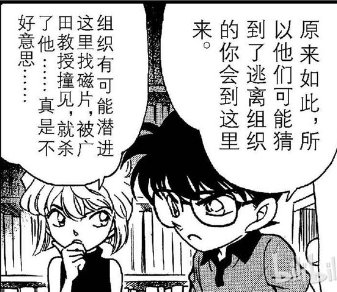 原来如此，所
以他们可能猜
到了逃离组织
的你会到这里
来。
组织有可能潜进
这里找磁片，被广
田教授撞见，就杀
了他……真是不
好意思……
bilibili